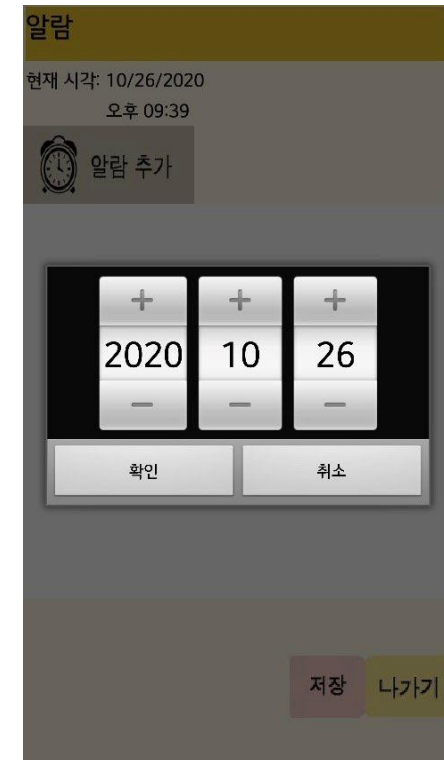 알람
현재 시각: 10/26/2020
오후 09:39
알람 추가
+ + +
2020 10 26
- - -
확인 취소
저장 나가기